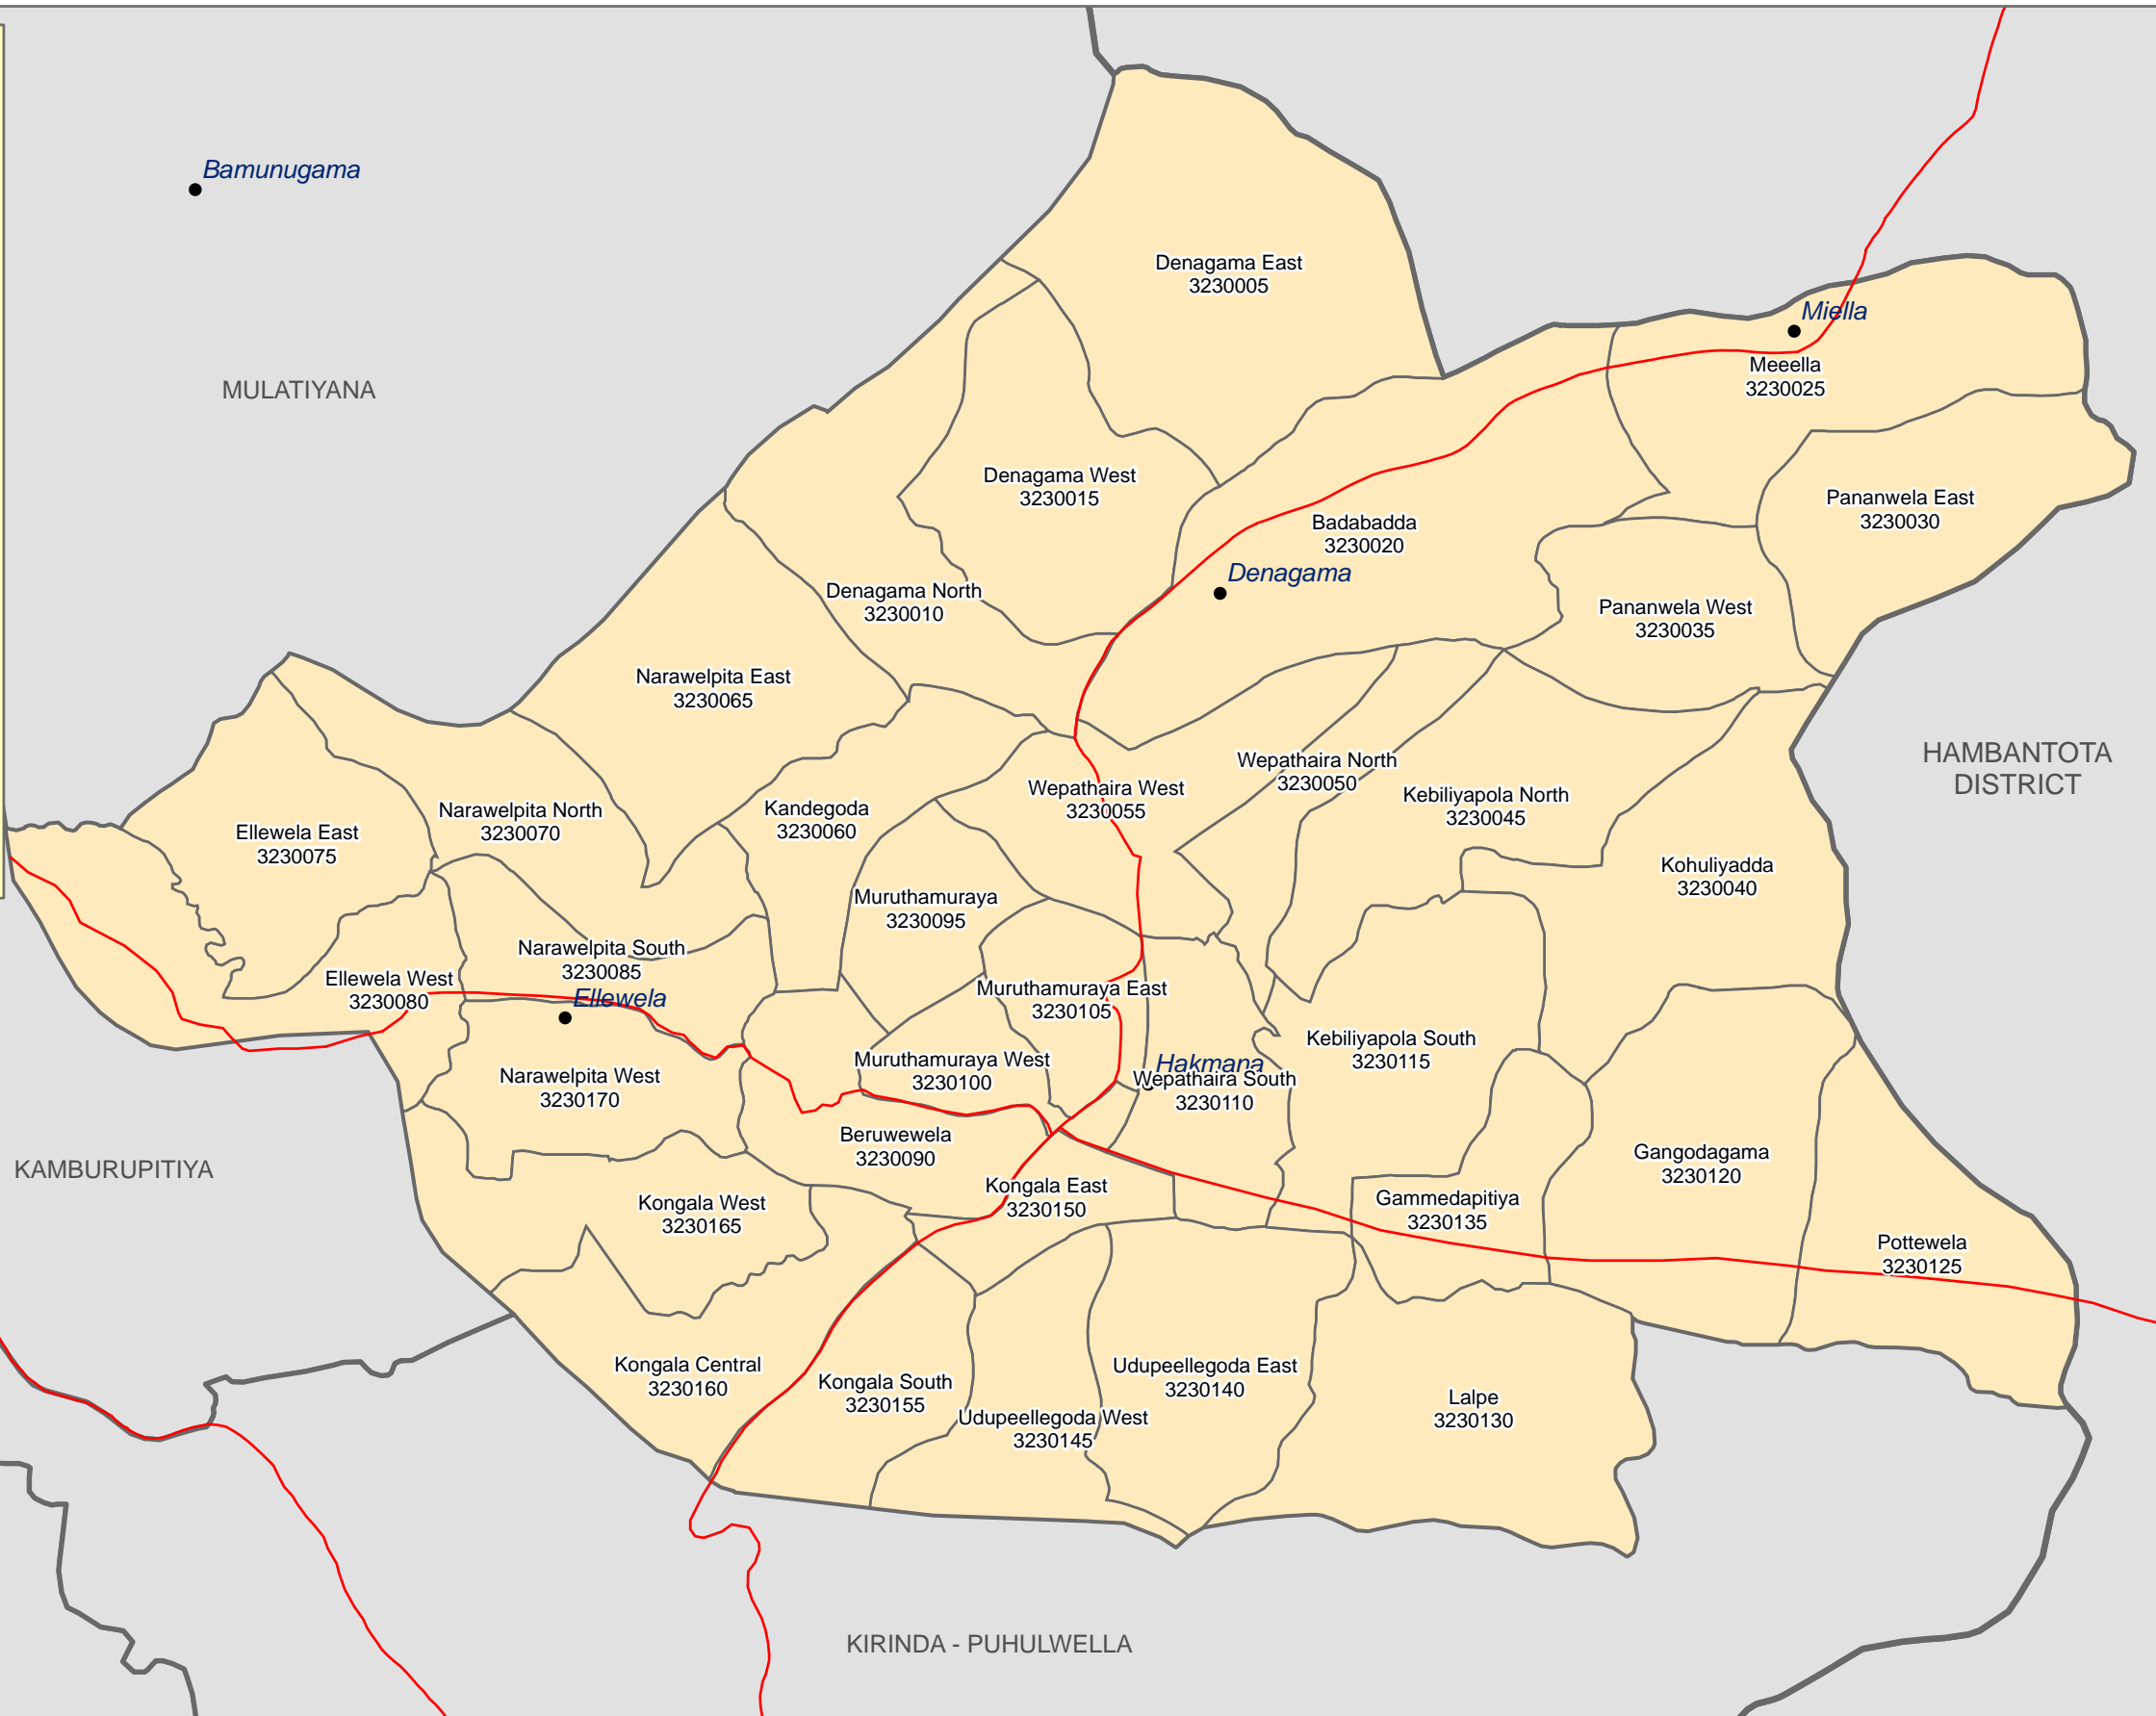 Bamunugama
Denagama East
3230005
Miella
Meeella
3230025
MULATIYANA
Denagama West
3230015
Pananwela East
3230030
Badabadda
3230020
Denagama
Denagama North
3230010
Pananwela West
3230035
Narawelpita East
3230065
HAMBANTOTA
DISTRICT
Wepathaira North
3230050
Wepathaira West
3230055
Kebiliyapola North
3230045
Narawelpita North
3230070
Kandegoda
3230060
Ellewela East
3230075
Kohuliyadda
3230040
Muruthamuraya
3230095
Narawelpita South
3230085
Ellewela West
3230080
Ellewela
Muruthamuraya East
3230105
Kebiliyapola South
3230115
Muruthamuraya West
3230100
Hakmana
Wepathaira South
3230110
Narawelpita West
3230170
Beruwewela
3230090
Gangodagama
3230120
KAMBURUPITIYA
Kongala East
3230150
Gammedapitiya
3230135
Kongala West
3230165
Pottewela
3230125
Kongala Central
3230160
Udupeellegoda East
3230140
Kongala South
3230155
Lalpe
3230130
Udupeellegoda West
3230145
KIRINDA - PUHULWELLA